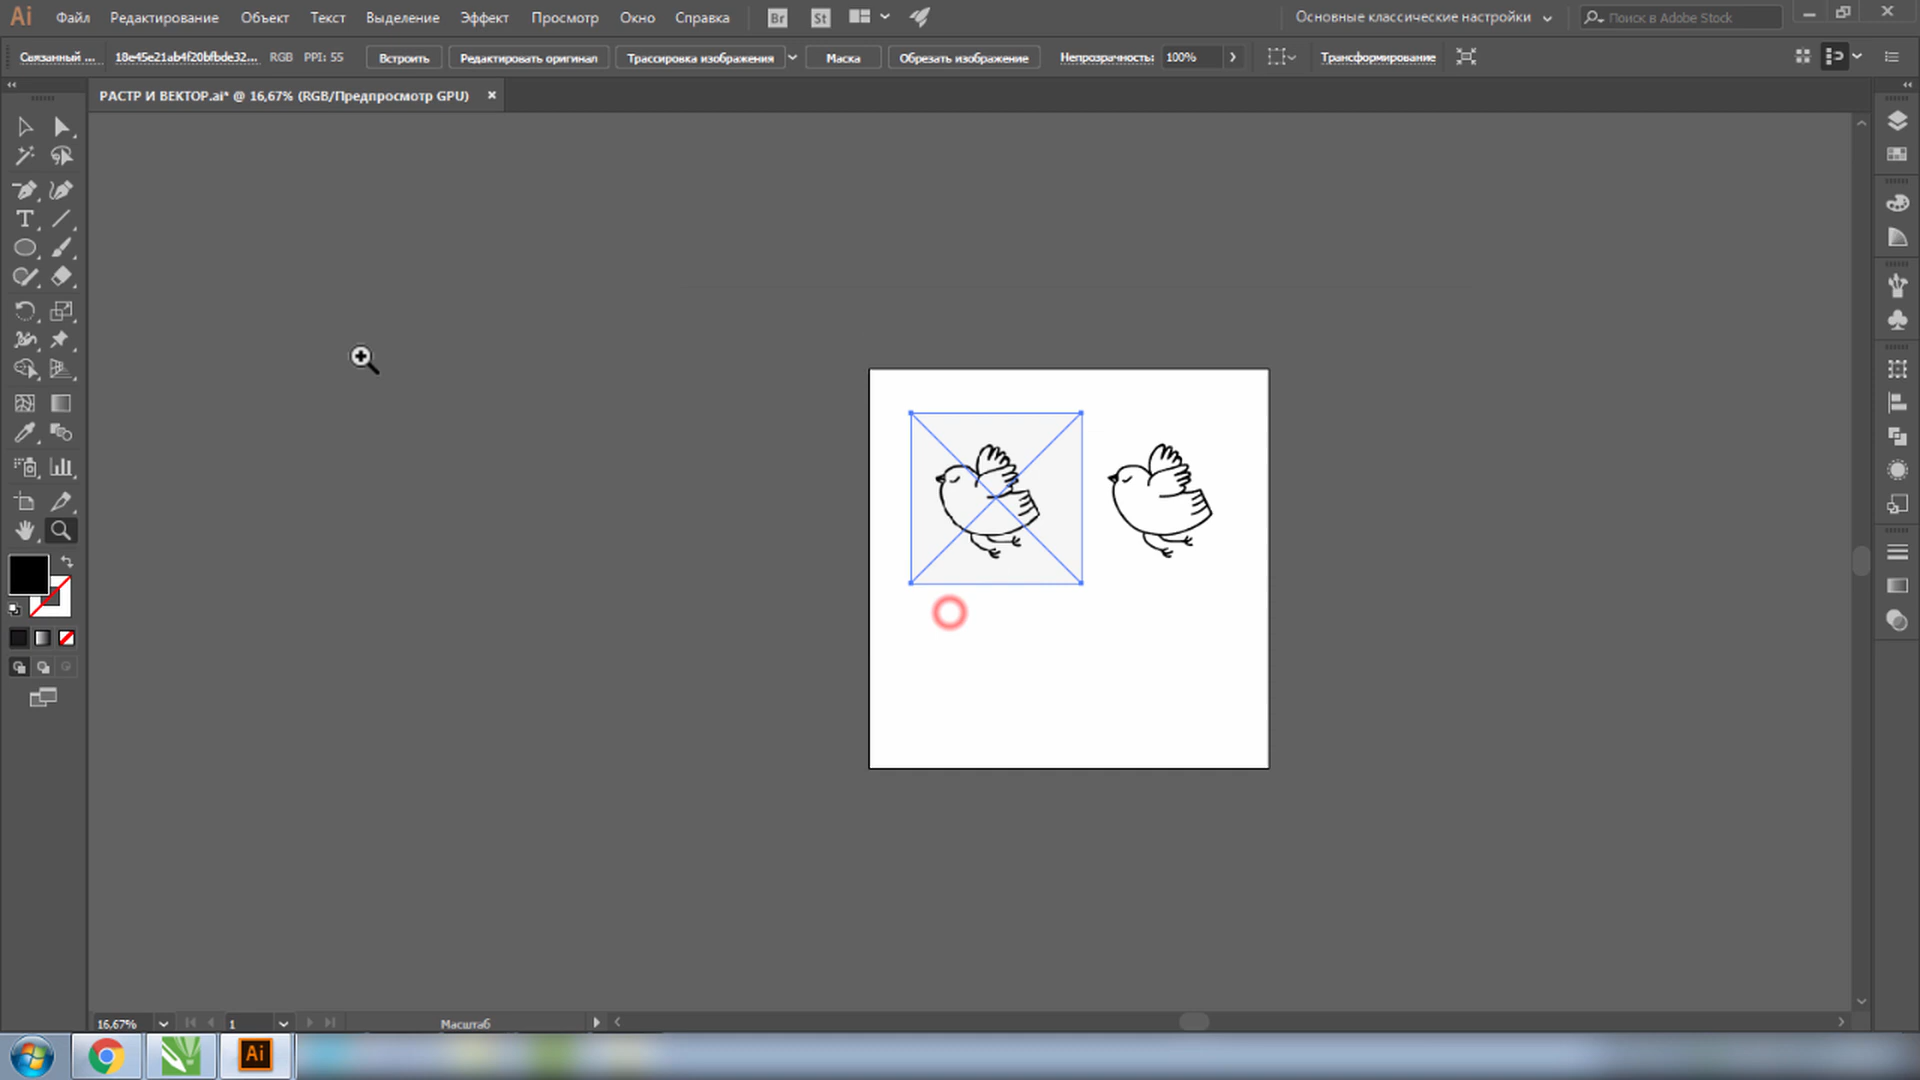 Ai Файл Редактирование Объект Текст Выделение Эффект Просмотр Окно Справка Br St Основные классические настройки Поиск в Adobe Stock
Связанный ... 18e45e21ab4f20bfbde32... RGB PPI: 55 Встроить Редактировать оригинал Трассировка изображения Маска Обрезать изображение Непрозрачность: 100% Трансформирование
РАСТР И ВЕКТОР.ai* @ 16,67% (RGB/Предпросмотр GPU)
16,67% 1 Масштаб
Ai